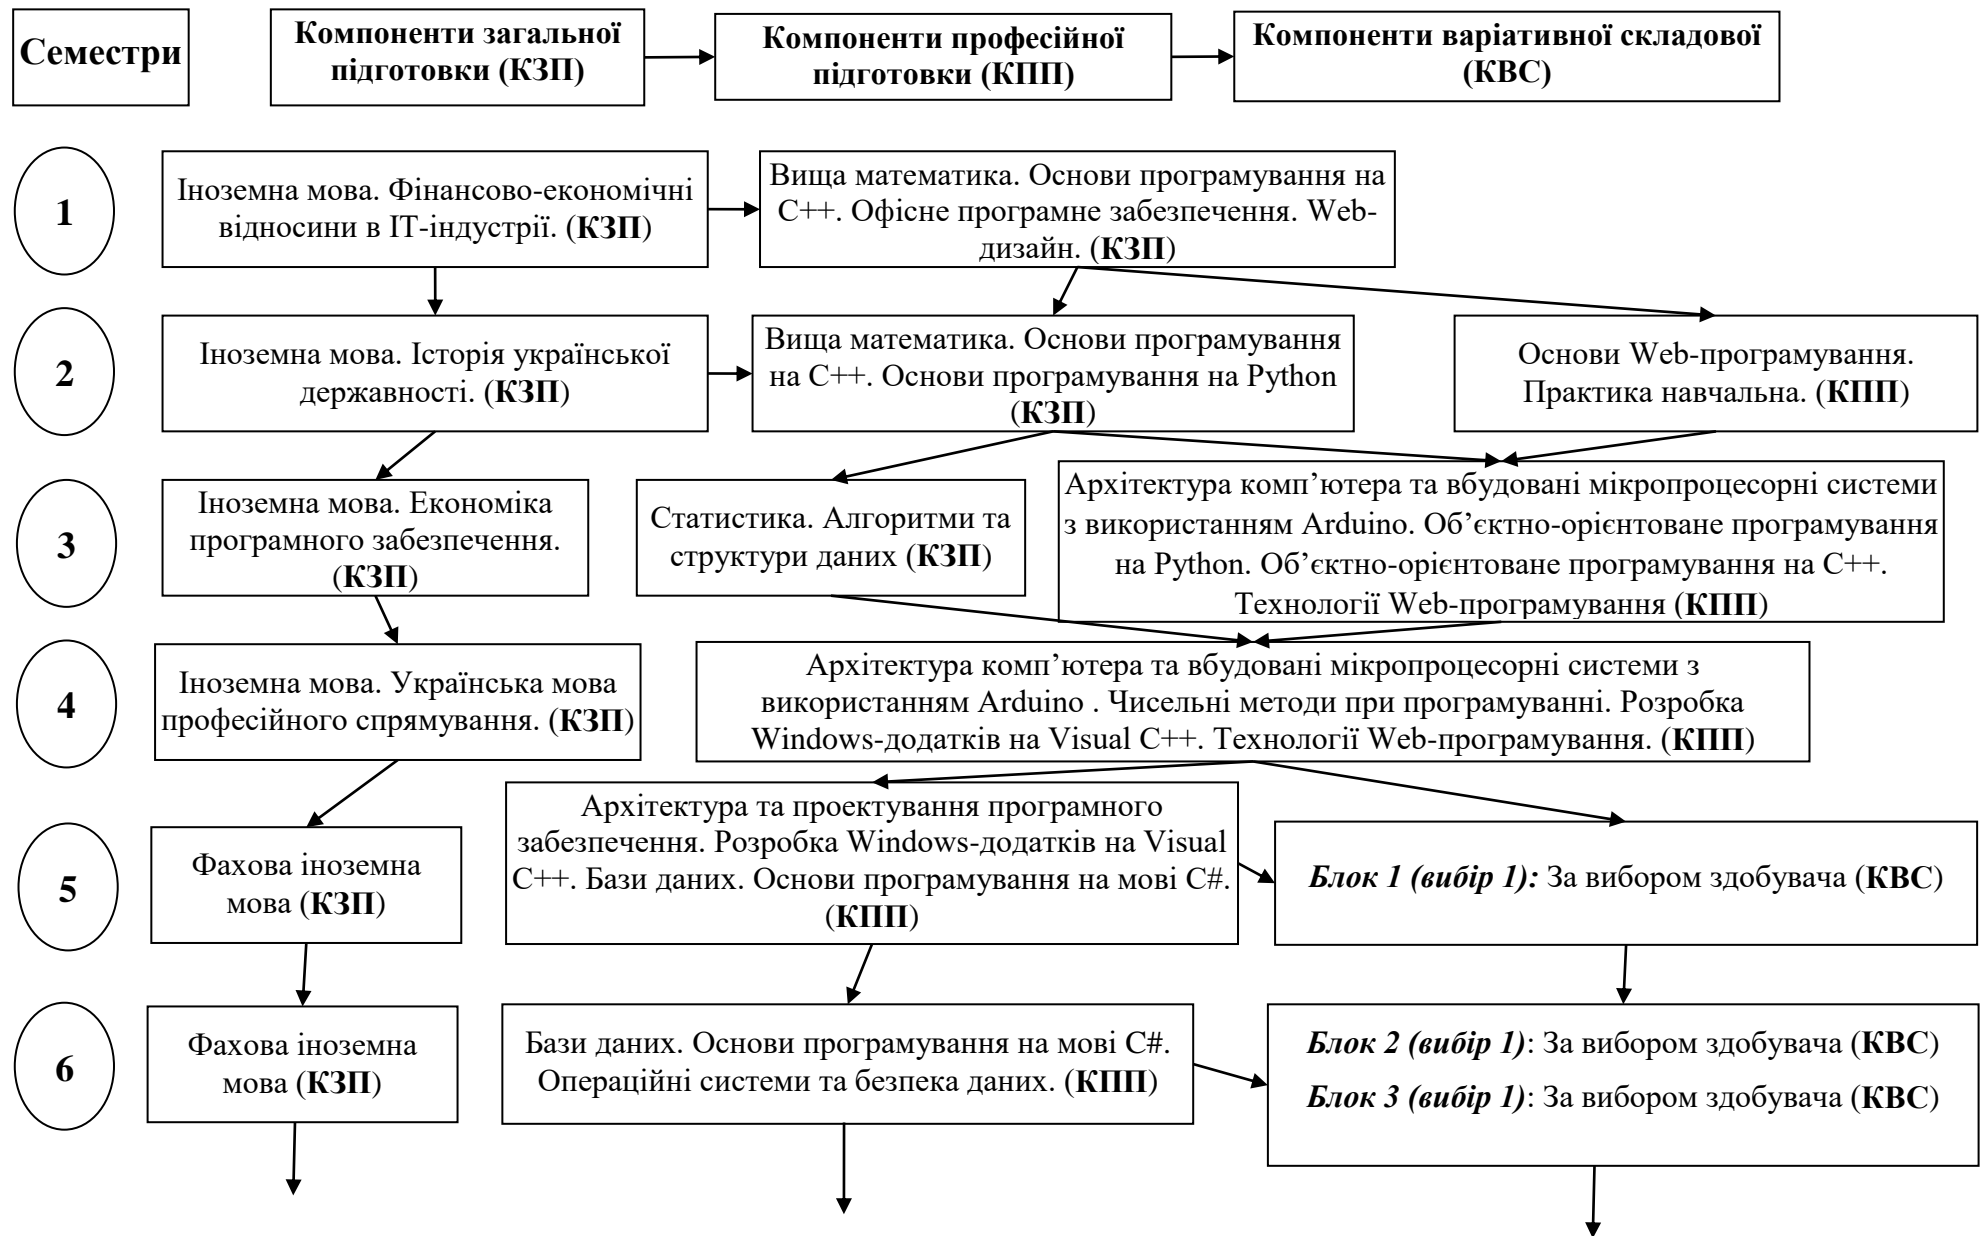 Семестри
Компоненти загальної
підготовки (КЗП)
Компоненти професійної
підготовки (КПП)
Компоненти варіативної складової
(КВС)
1
Іноземна мова. Фінансово-економічні
відносини в ІТ-індустрії. (КЗП)
Вища математика. Основи програмування на
С++. Офісне програмне забезпечення. Web-
дизайн. (КЗП)
2
Іноземна мова. Історія української
державності. (КЗП)
Вища математика. Основи програмування
на С++. Основи програмування на Python
(КЗП)
Основи Web-програмування.
Практика навчальна. (КПП)
3
Іноземна мова. Економіка
програмного забезпечення.
(КЗП)
Статистика. Алгоритми та
структури даних (КЗП)
Архітектура комп’ютера та вбудовані мікропроцесорні системи
з використанням Arduino. Об’єктно-орієнтоване програмування
на Python. Об’єктно-орієнтоване програмування на С++.
Технології Web-програмування (КПП)
4
Іноземна мова. Українська мова
професійного спрямування. (КЗП)
Архітектура комп’ютера та вбудовані мікропроцесорні системи з
використанням Arduino . Чисельні методи при програмуванні. Розробка
Windows-додатків на Visual C++. Технології Web-програмування. (КПП)
5
Фахова іноземна
мова (КЗП)
Архітектура та проектування програмного
забезпечення. Розробка Windows-додатків на Visual
C++. Бази даних. Основи програмування на мові С#.
(КПП)
Блок 1 (вибір 1): За вибором здобувача (КВС)
6
Фахова іноземна
мова (КЗП)
Бази даних. Основи програмування на мові С#.
Операційні системи та безпека даних. (КПП)
Блок 2 (вибір 1): За вибором здобувача (КВС)
Блок 3 (вибір 1): За вибором здобувача (КВС)